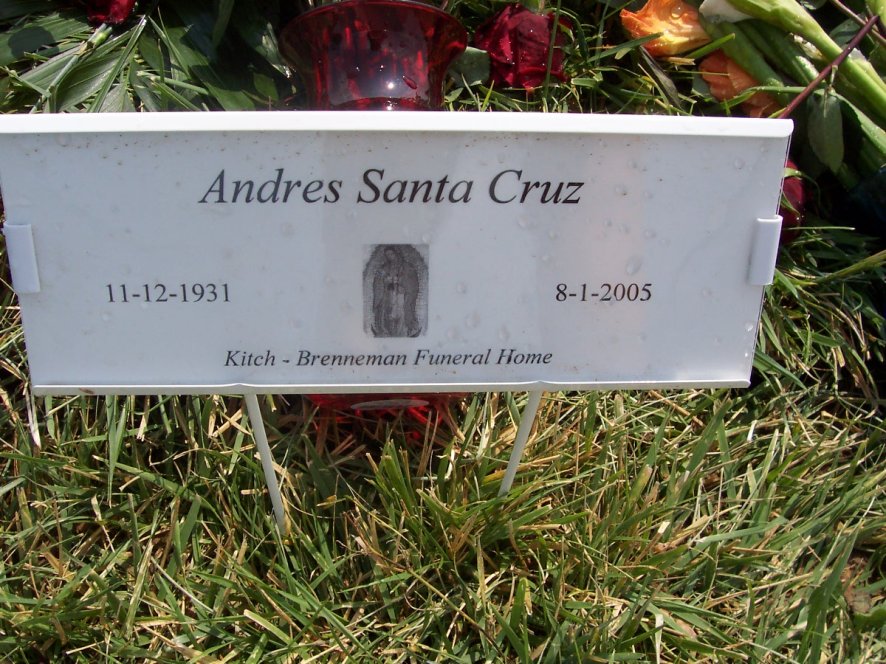 Andres Santa Cruz
11-12-1931 8-1-2005
Kitch - Brenneman Funeral Home